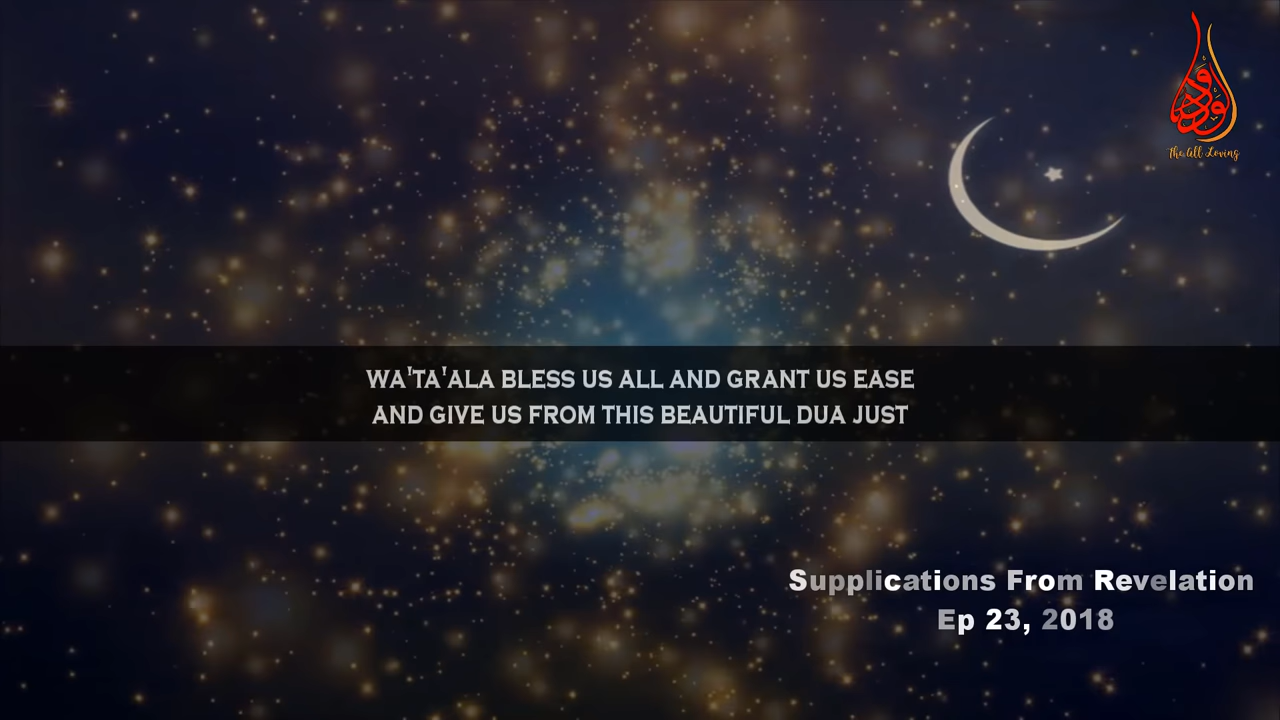 الودود
The All Loving
WA'TA'ALA BLESS US ALL AND GRANT US EASE
AND GIVE US FROM THIS BEAUTIFUL DUA JUST
Supplications From Revelation
Ep 23, 2018